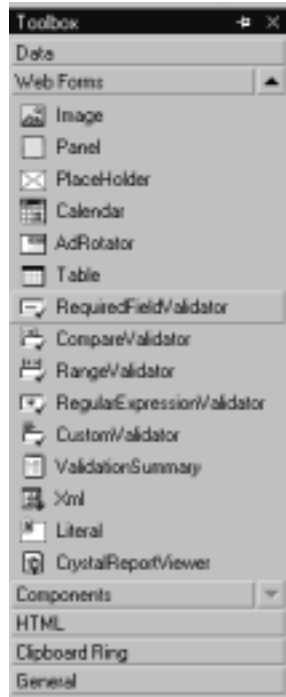 Toolbox
Data
Web Forms
Image
Panel
PlaceHolder
Calendar
AdRotator
Table
RequiredFieldValidator
CompareValidator
RangeValidator
RegularExpressionValidator
CustomValidator
ValidationSummary
Xml
Literal
CrystalReportViewer
Components
HTML
Clipboard Ring
General